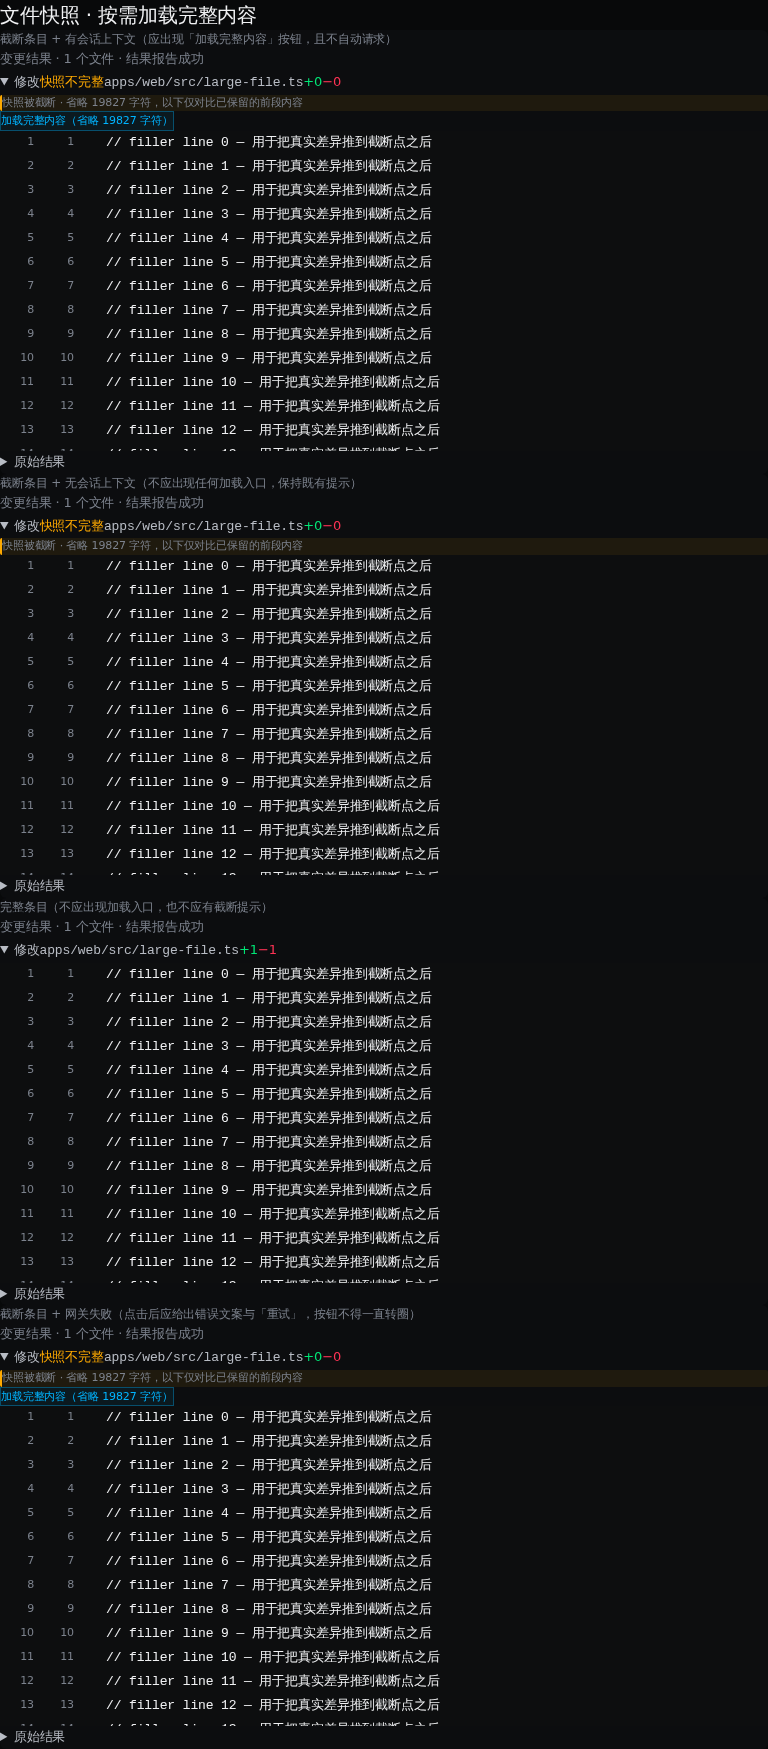 文件快照 · 按需加载完整内容
截断条目 + 有会话上下文（应出现「加载完整内容」按钮，且不自动请求）
变更结果 · 1 个文件 · 结果报告成功
▼ 修改快照不完整apps/web/src/large-file.ts+0−0
快照被截断 · 省略 19827 字符，以下仅对比已保留的前段内容
加载完整内容（省略 19827 字符）
1 1 // filler line 0 — 用于把真实差异推到截断点之后
2 2 // filler line 1 — 用于把真实差异推到截断点之后
3 3 // filler line 2 — 用于把真实差异推到截断点之后
4 4 // filler line 3 — 用于把真实差异推到截断点之后
5 5 // filler line 4 — 用于把真实差异推到截断点之后
6 6 // filler line 5 — 用于把真实差异推到截断点之后
7 7 // filler line 6 — 用于把真实差异推到截断点之后
8 8 // filler line 7 — 用于把真实差异推到截断点之后
9 9 // filler line 8 — 用于把真实差异推到截断点之后
10 10 // filler line 9 — 用于把真实差异推到截断点之后
11 11 // filler line 10 — 用于把真实差异推到截断点之后
12 12 // filler line 11 — 用于把真实差异推到截断点之后
13 13 // filler line 12 — 用于把真实差异推到截断点之后
▶ 原始结果
截断条目 + 无会话上下文（不应出现任何加载入口，保持既有提示）
变更结果 · 1 个文件 · 结果报告成功
▼ 修改快照不完整apps/web/src/large-file.ts+0−0
快照被截断 · 省略 19827 字符，以下仅对比已保留的前段内容
1 1 // filler line 0 — 用于把真实差异推到截断点之后
2 2 // filler line 1 — 用于把真实差异推到截断点之后
3 3 // filler line 2 — 用于把真实差异推到截断点之后
4 4 // filler line 3 — 用于把真实差异推到截断点之后
5 5 // filler line 4 — 用于把真实差异推到截断点之后
6 6 // filler line 5 — 用于把真实差异推到截断点之后
7 7 // filler line 6 — 用于把真实差异推到截断点之后
8 8 // filler line 7 — 用于把真实差异推到截断点之后
9 9 // filler line 8 — 用于把真实差异推到截断点之后
10 10 // filler line 9 — 用于把真实差异推到截断点之后
11 11 // filler line 10 — 用于把真实差异推到截断点之后
12 12 // filler line 11 — 用于把真实差异推到截断点之后
13 13 // filler line 12 — 用于把真实差异推到截断点之后
▶ 原始结果
完整条目（不应出现加载入口，也不应有截断提示）
变更结果 · 1 个文件 · 结果报告成功
▼ 修改apps/web/src/large-file.ts+1−1
1 1 // filler line 0 — 用于把真实差异推到截断点之后
2 2 // filler line 1 — 用于把真实差异推到截断点之后
3 3 // filler line 2 — 用于把真实差异推到截断点之后
4 4 // filler line 3 — 用于把真实差异推到截断点之后
5 5 // filler line 4 — 用于把真实差异推到截断点之后
6 6 // filler line 5 — 用于把真实差异推到截断点之后
7 7 // filler line 6 — 用于把真实差异推到截断点之后
8 8 // filler line 7 — 用于把真实差异推到截断点之后
9 9 // filler line 8 — 用于把真实差异推到截断点之后
10 10 // filler line 9 — 用于把真实差异推到截断点之后
11 11 // filler line 10 — 用于把真实差异推到截断点之后
12 12 // filler line 11 — 用于把真实差异推到截断点之后
13 13 // filler line 12 — 用于把真实差异推到截断点之后
▶ 原始结果
截断条目 + 网关失败（点击后应给出错误文案与「重试」，按钮不得一直转圈）
变更结果 · 1 个文件 · 结果报告成功
▼ 修改快照不完整apps/web/src/large-file.ts+0−0
快照被截断 · 省略 19827 字符，以下仅对比已保留的前段内容
加载完整内容（省略 19827 字符）
1 1 // filler line 0 — 用于把真实差异推到截断点之后
2 2 // filler line 1 — 用于把真实差异推到截断点之后
3 3 // filler line 2 — 用于把真实差异推到截断点之后
4 4 // filler line 3 — 用于把真实差异推到截断点之后
5 5 // filler line 4 — 用于把真实差异推到截断点之后
6 6 // filler line 5 — 用于把真实差异推到截断点之后
7 7 // filler line 6 — 用于把真实差异推到截断点之后
8 8 // filler line 7 — 用于把真实差异推到截断点之后
9 9 // filler line 8 — 用于把真实差异推到截断点之后
10 10 // filler line 9 — 用于把真实差异推到截断点之后
11 11 // filler line 10 — 用于把真实差异推到截断点之后
12 12 // filler line 11 — 用于把真实差异推到截断点之后
13 13 // filler line 12 — 用于把真实差异推到截断点之后
▶ 原始结果